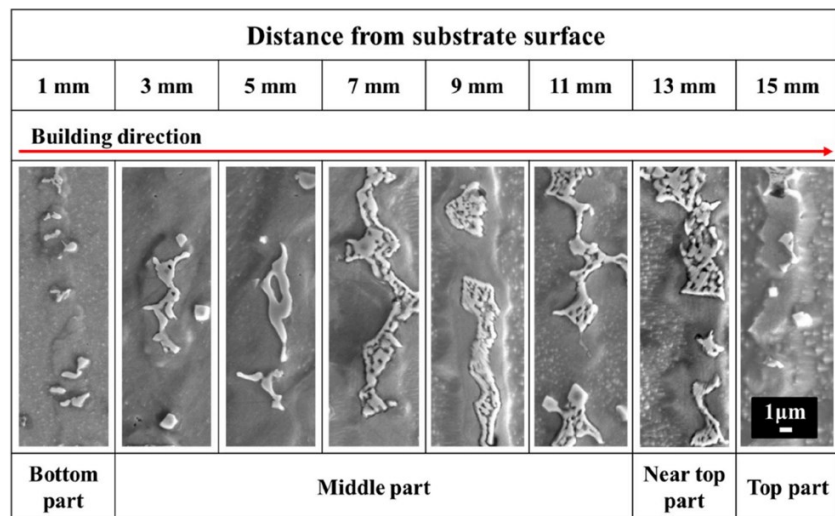 Distance from substrate surface
1 mm 3 mm 5 mm 7 mm 9 mm 11 mm 13 mm 15 mm
Building direction
1μm
Bottom part Middle part Near top part Top part